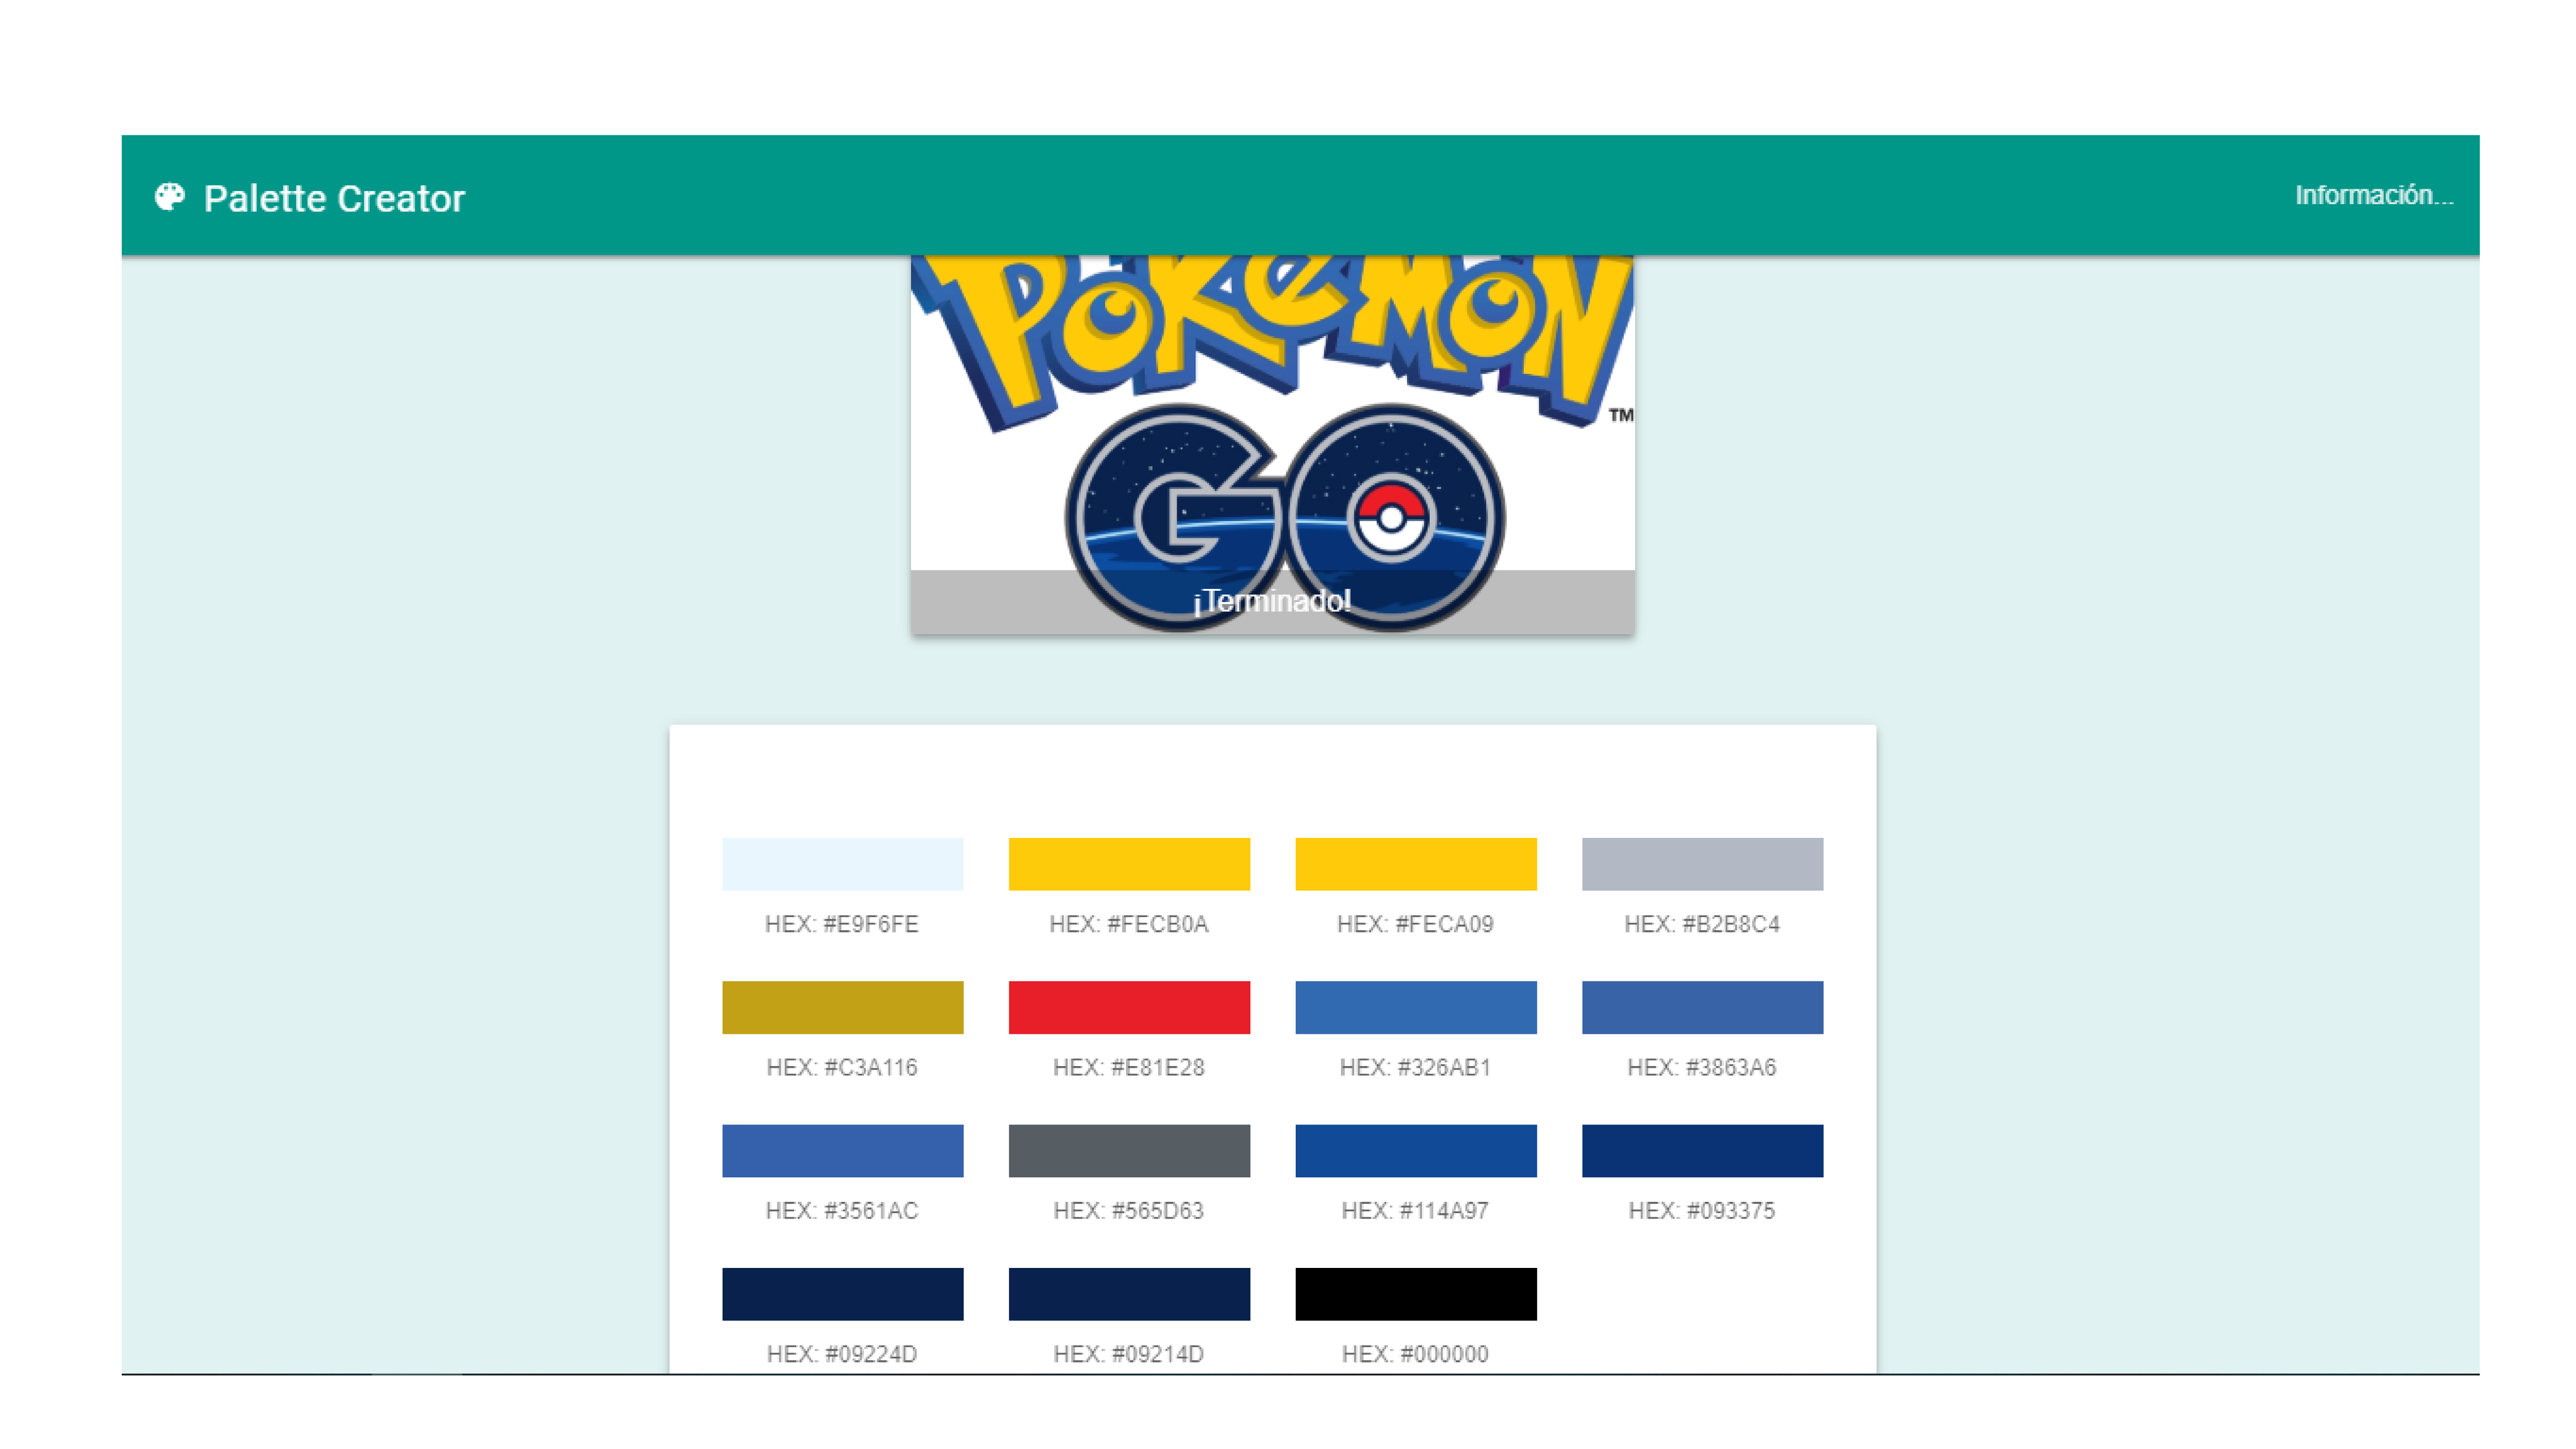 Palette Creator
Información...
POKéMON
TM
GO
¡Terminado!
HEX: #E9F6FE
HEX: #FECB0A
HEX: #FECA09
HEX: #B2B8C4
HEX: #C3A116
HEX: #E81E28
HEX: #326AB1
HEX: #3863A6
HEX: #3561AC
HEX: #565D63
HEX: #114A97
HEX: #093375
HEX: #09224D
HEX: #09214D
HEX: #000000